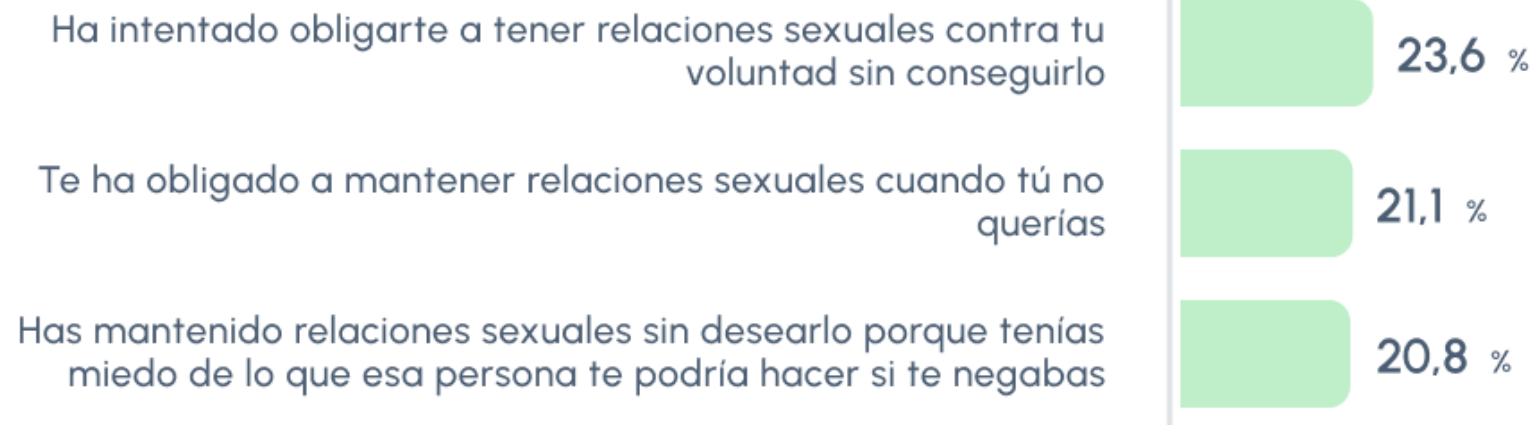 Ha intentado obligarte a tener relaciones sexuales contra tu
voluntad sin conseguirlo
23,6 %
Te ha obligado a mantener relaciones sexuales cuando tú no
querías
21,1 %
Has mantenido relaciones sexuales sin desearlo porque tenías
miedo de lo que esa persona te podría hacer si te negabas
20,8 %